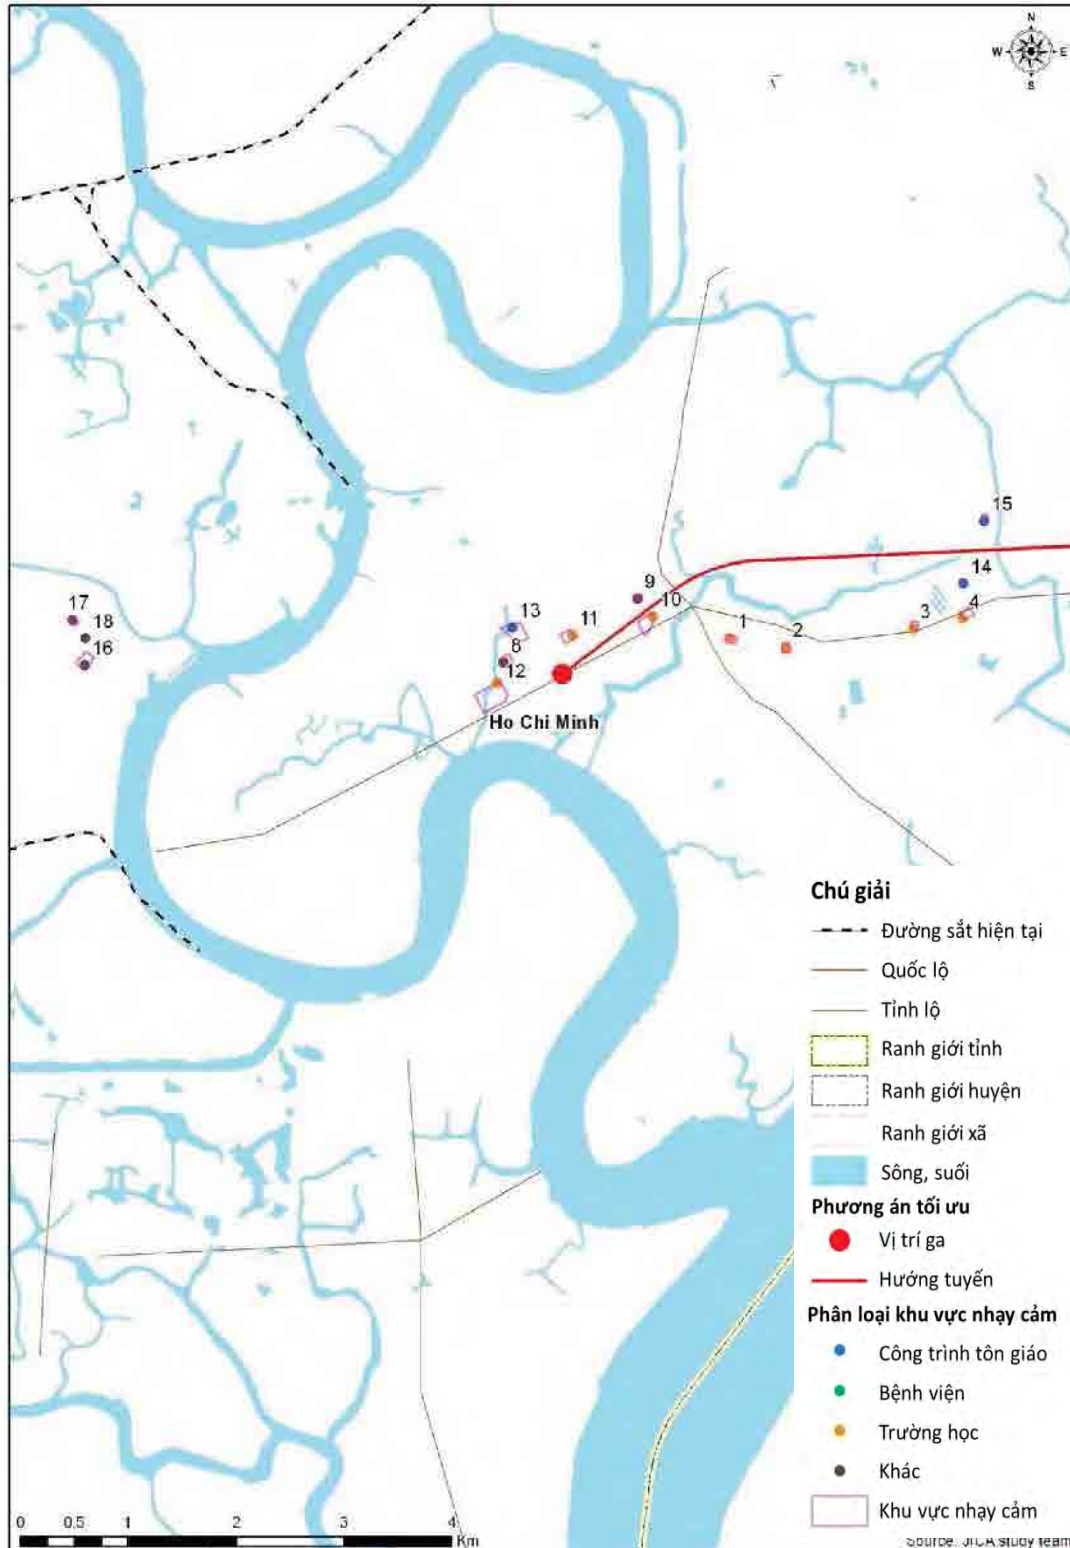 N
W E
S
15
14
9
17
13
11
10
18
8
1
3
4
16
2
12
Ho Chi Minh
Chú giải
Đường sắt hiện tại
Quốc lộ
Tỉnh lộ
Ranh giới tỉnh
Ranh giới huyện
Ranh giới xã
Sông, suối
Phương án tối ưu
Vị trí ga
Hướng tuyến
Phân loại khu vực nhạy cảm
Công trình tôn giáo
Bệnh viện
Trường học
Khác
Khu vực nhạy cảm
0 0.5 1 2 3 4 Km
Source: JICA study team